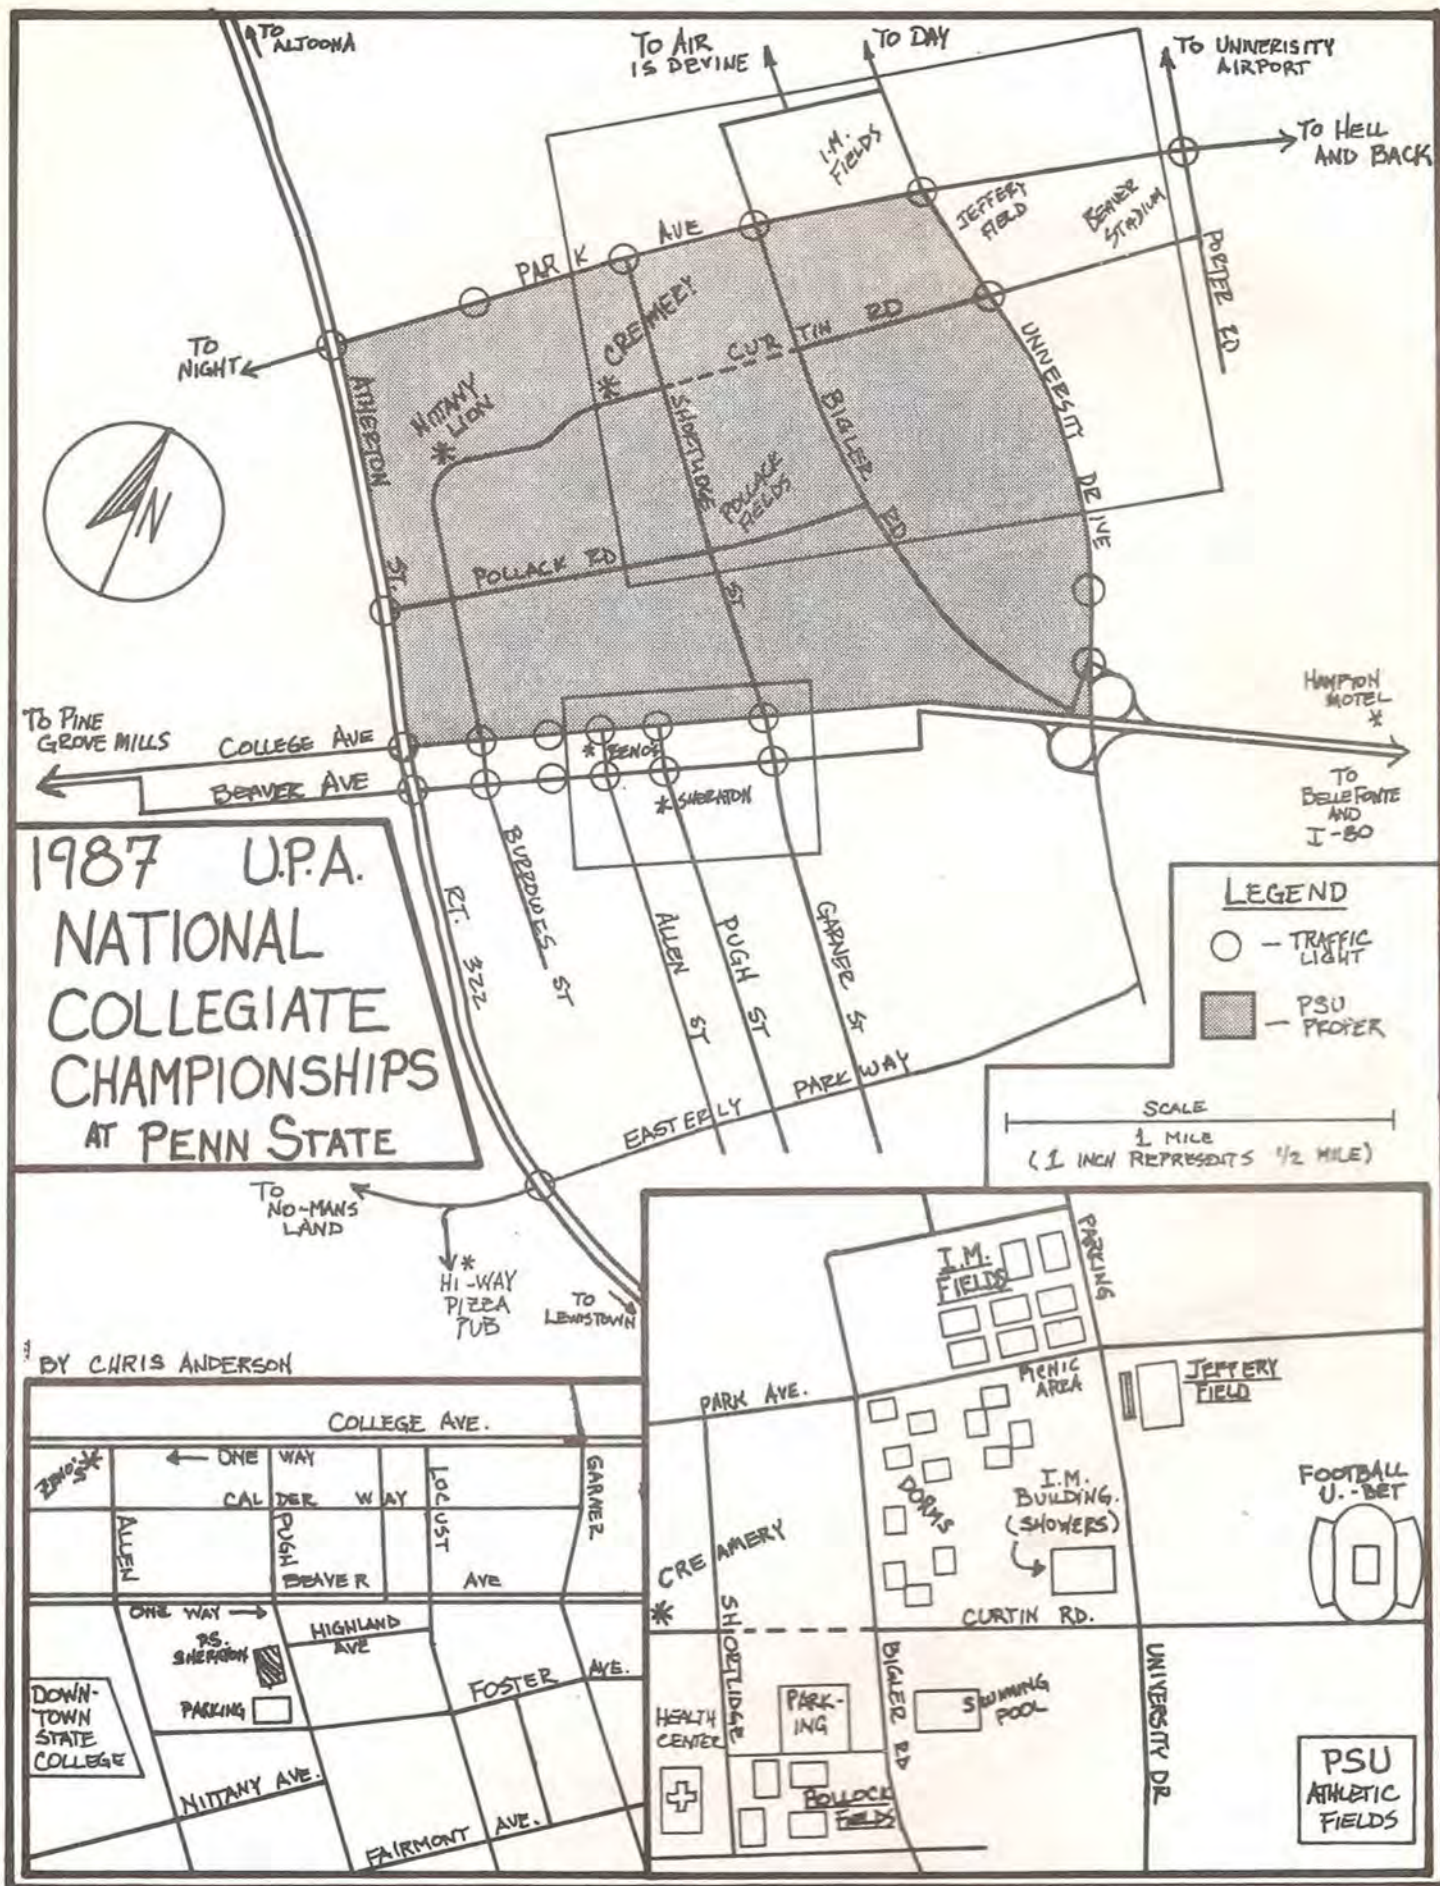 TO ALTOONA
TO AIR
IS DEVINE
TO DAY
TO UNIVERISITY
AIRPORT
TO HELL
AND BACK
I.M.
FIELDS
JEFFERY
FIELD
BEAVER
STADIUM
PORTER RD
PARK AVE
CREAMERY
*
CURTIN RD
UNIVERSITY DRIVE
TO
NIGHT
ATHERTON ST.
NITTANY
LION
*
SHORTLIDGE ST
BIGLER RD
POLLACK
FIELDS
POLLACK RD
N
HAMPTON
MOTEL
*
TO PINE
GROVE MILLS
COLLEGE AVE
BEAVER AVE
* ZENO'S
* SHERATON
TO
BELLEFONTE
AND
I-80
1987 U.P.A.
NATIONAL
COLLEGIATE
CHAMPIONSHIPS
AT PENN STATE
RT. 322
BURROWES ST
ALLEN ST
PUGH ST
GARNER ST
EASTERLY PARKWAY
LEGEND
– TRAFFIC
LIGHT
– PSU
PROPER
SCALE
1 MILE
(1 INCH REPRESENTS 1/2 MILE)
TO
NO-MANS
LAND
*
HI-WAY
PIZZA
PUB
TO
LEWISTOWN
BY CHRIS ANDERSON
COLLEGE AVE.
ZENO'S *
← ONE WAY
CALDER WAY
ALLEN
PUGH
LOCUST
GARNER
BEAVER AVE
ONE WAY →
P.S.
SHERATON
HIGHLAND
AVE
PARKING
FOSTER AVE.
DOWN-
TOWN
STATE
COLLEGE
NITTANY AVE.
FAIRMONT AVE.
I.M.
FIELDS
PARKING
PICNIC
AREA
PARK AVE.
JEFFERY
FIELD
DORMS
I.M.
BUILDING.
(SHOWERS)
FOOTBALL
U.-BET
* CREAMERY
SHORTLIDGE
CURTIN RD.
BIGLER RD
UNIVERSITY DR.
HEALTH
CENTER
PARK-
ING
SWIMMING
POOL
POLLOCK
FIELDS
PSU
ATHLETIC
FIELDS